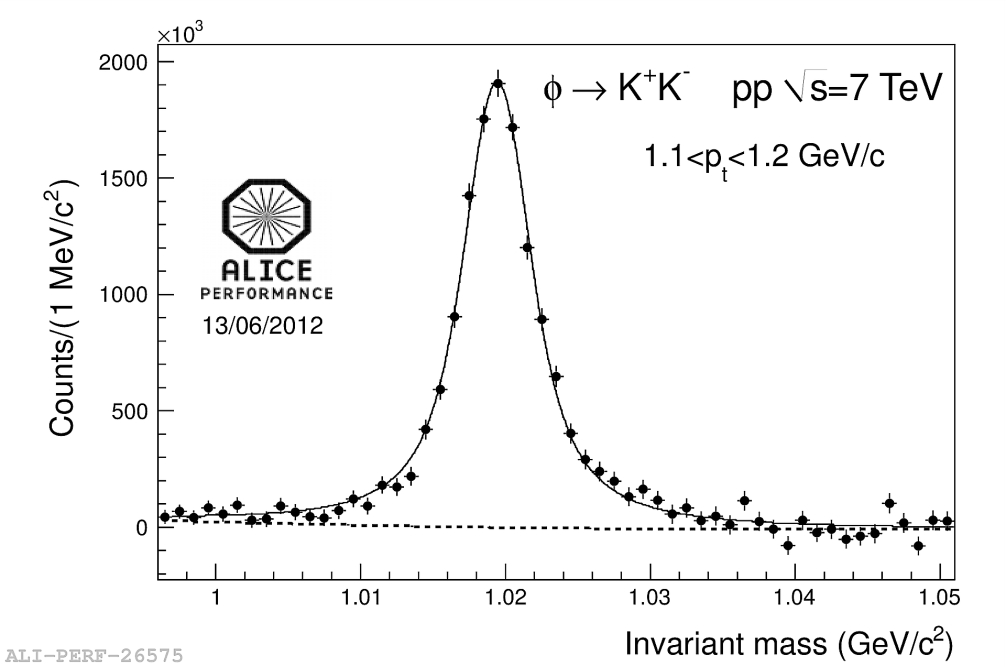 ×10³
2000
1500
1000
500
0
Counts/(1 MeV/c²)
ϕ → K⁺K⁻ pp √s=7 TeV
1.1<pₜ<1.2 GeV/c
ALICE
PERFORMANCE
13/06/2012
1 1.01 1.02 1.03 1.04 1.05
Invariant mass (GeV/c²)
ALI-PERF-26575